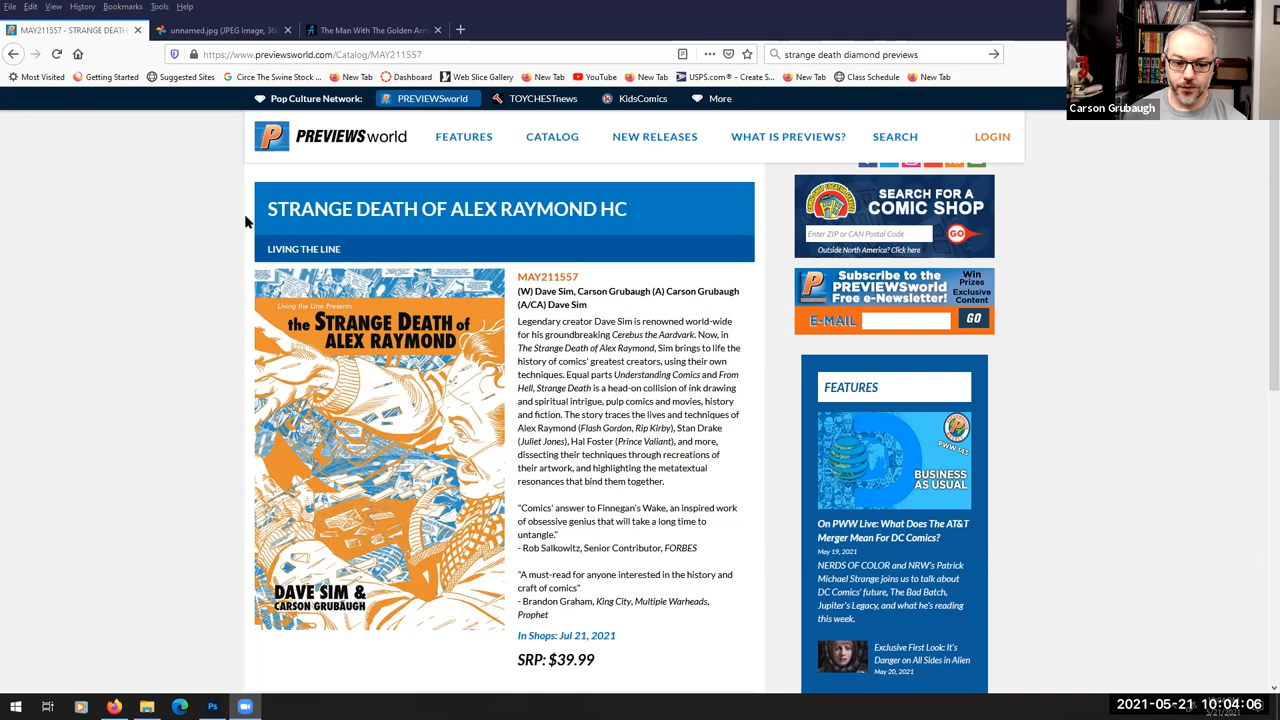 File Edit View History Bookmarks Tools Help
MAY211557 - STRANGE DEATH
unnamed.jpg (JPEG Image, 36
The Man With The Golden Arm
https://www.previewsworld.com/Catalog/MAY211557
strange death diamond previews
Most Visited Getting Started Suggested Sites Circe The Swine Stock ... New Tab Dashboard Web Slice Gallery New Tab YouTube New Tab USPS.com® - Create S... New Tab Class Schedule New Tab
Carson Grubaugh
Pop Culture Network: PREVIEWSworld TOYCHESTnews KidsComics More
PREVIEWSworld
FEATURES CATALOG NEW RELEASES WHAT IS PREVIEWS? SEARCH LOGIN
STRANGE DEATH OF ALEX RAYMOND HC
LIVING THE LINE
Living the Line Presents
the STRANGE DEATH of
ALEX RAYMOND
DAVE SIM &
CARSON GRUBAUGH
MAY211557
(W) Dave Sim, Carson Grubaugh (A) Carson Grubaugh
(A/CA) Dave Sim
Legendary creator Dave Sim is renowned world-wide
for his groundbreaking Cerebus the Aardvark. Now, in
The Strange Death of Alex Raymond, Sim brings to life the
history of comics' greatest creators, using their own
techniques. Equal parts Understanding Comics and From
Hell, Strange Death is a head-on collision of ink drawing
and spiritual intrigue, pulp comics and movies, history
and fiction. The story traces the lives and techniques of
Alex Raymond (Flash Gordon, Rip Kirby), Stan Drake
(Juliet Jones), Hal Foster (Prince Valiant), and more,
dissecting their techniques through recreations of
their artwork, and highlighting the metatextual
resonances that bind them together.
"Comics' answer to Finnegan's Wake, an inspired work
of obsessive genius that will take a long time to
untangle."
- Rob Salkowitz, Senior Contributor, FORBES
"A must-read for anyone interested in the history and
craft of comics"
- Brandon Graham, King City, Multiple Warheads,
Prophet
In Shops: Jul 21, 2021
SRP: $39.99
SEARCH FOR A
COMIC SHOP
Enter ZIP or CAN Postal Code
GO
Outside North America? Click here
Subscribe to the
PREVIEWSworld
Free e-Newsletter!
Win
Prizes
Exclusive
Content
E-MAIL
GO
FEATURES
PWW 143
BUSINESS
AS USUAL
On PWW Live: What Does The AT&T
Merger Mean For DC Comics?
May 19, 2021
NERDS OF COLOR and NRW's Patrick
Michael Strange joins us to talk about
DC Comics' future, The Bad Batch,
Jupiter's Legacy, and what he's reading
this week.
Exclusive First Look: It's
Danger on All Sides in Alien
May 20, 2021
2021-05-21 10:04:06